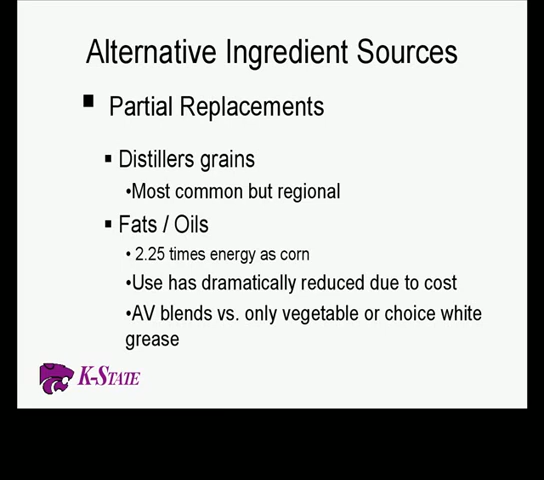 Alternative Ingredient Sources
▪ Partial Replacements
▪ Distillers grains
•Most common but regional
▪ Fats / Oils
• 2.25 times energy as corn
•Use has dramatically reduced due to cost
•AV blends vs. only vegetable or choice white
grease
K-STATE